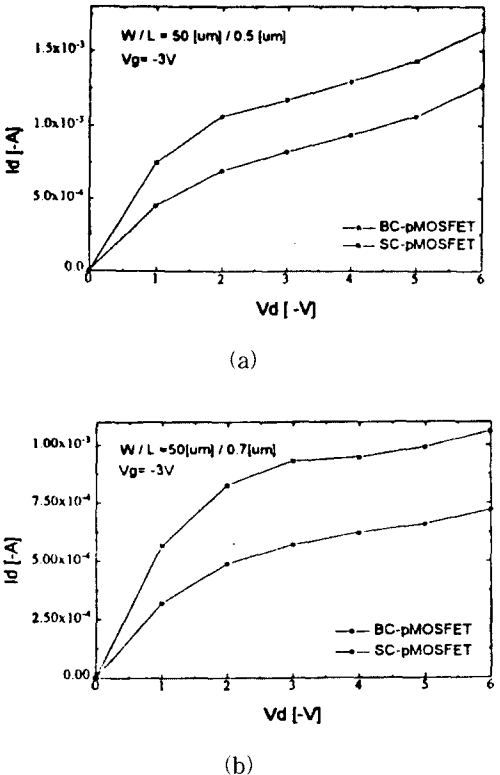 W / L = 50 [um] / 0.5 [um]
Vg= -3V
1.5x10⁻³
1.0x10⁻³
5.0x10⁻⁴
0.0
Id [-A]
BC-pMOSFET
SC-pMOSFET
0 1 2 3 4 5 6
Vd [ -V]
(a)
W / L =50[um] / 0.7[um]
Vg= -3V
1.00x10⁻³
7.50x10⁻⁴
5.00x10⁻⁴
2.50x10⁻⁴
0.00
Id [-A]
BC-pMOSFET
SC-pMOSFET
0 1 2 3 4 5 6
Vd [-V]
(b)